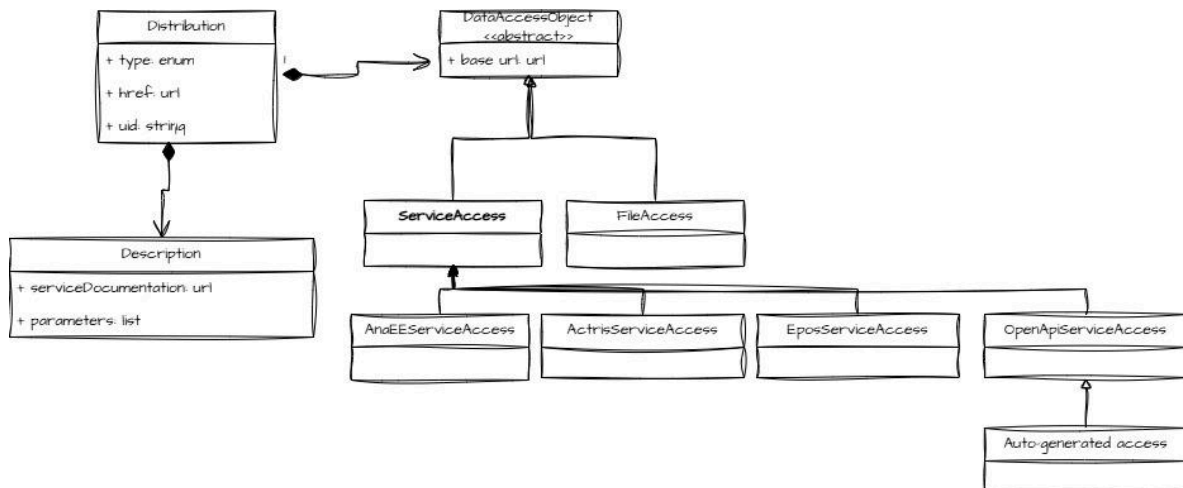 Distribution
+ type: enum
+ href: url
+ uid: string
1
DataAccessObject
<<abstract>>
+ base url: url
ServiceAccess
FileAccess
Description
+ serviceDocumentation: url
+ parameters: list
AnaEEServiceAccess
ActrisServiceAccess
EposServiceAccess
OpenApiServiceAccess
Auto-generated access